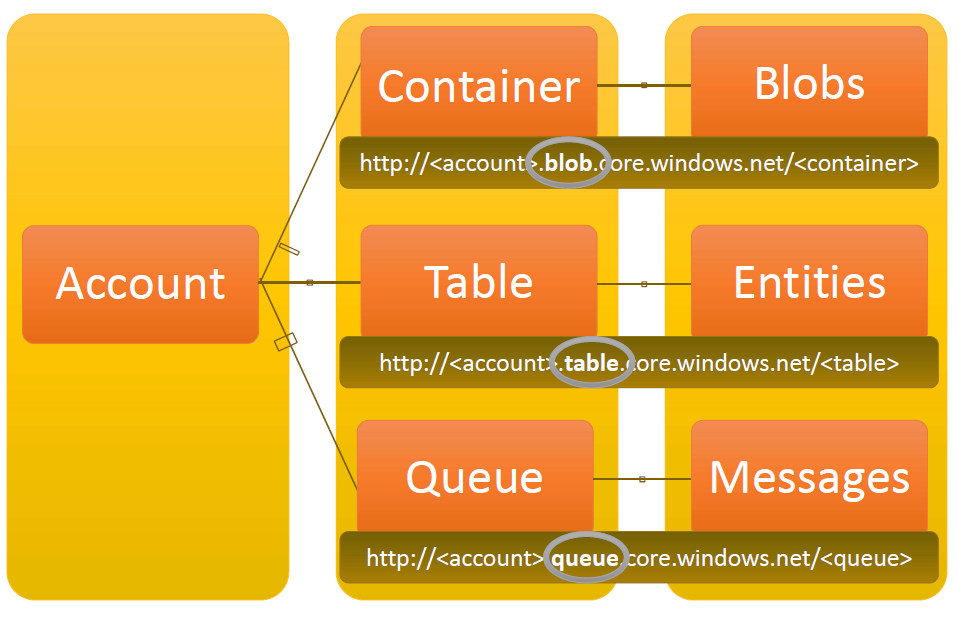 Container
Blobs
http://<account>.blob.core.windows.net/<container>
Account
Table
Entities
http://<account>.table.core.windows.net/<table>
Queue
Messages
http://<account>.queue.core.windows.net/<queue>